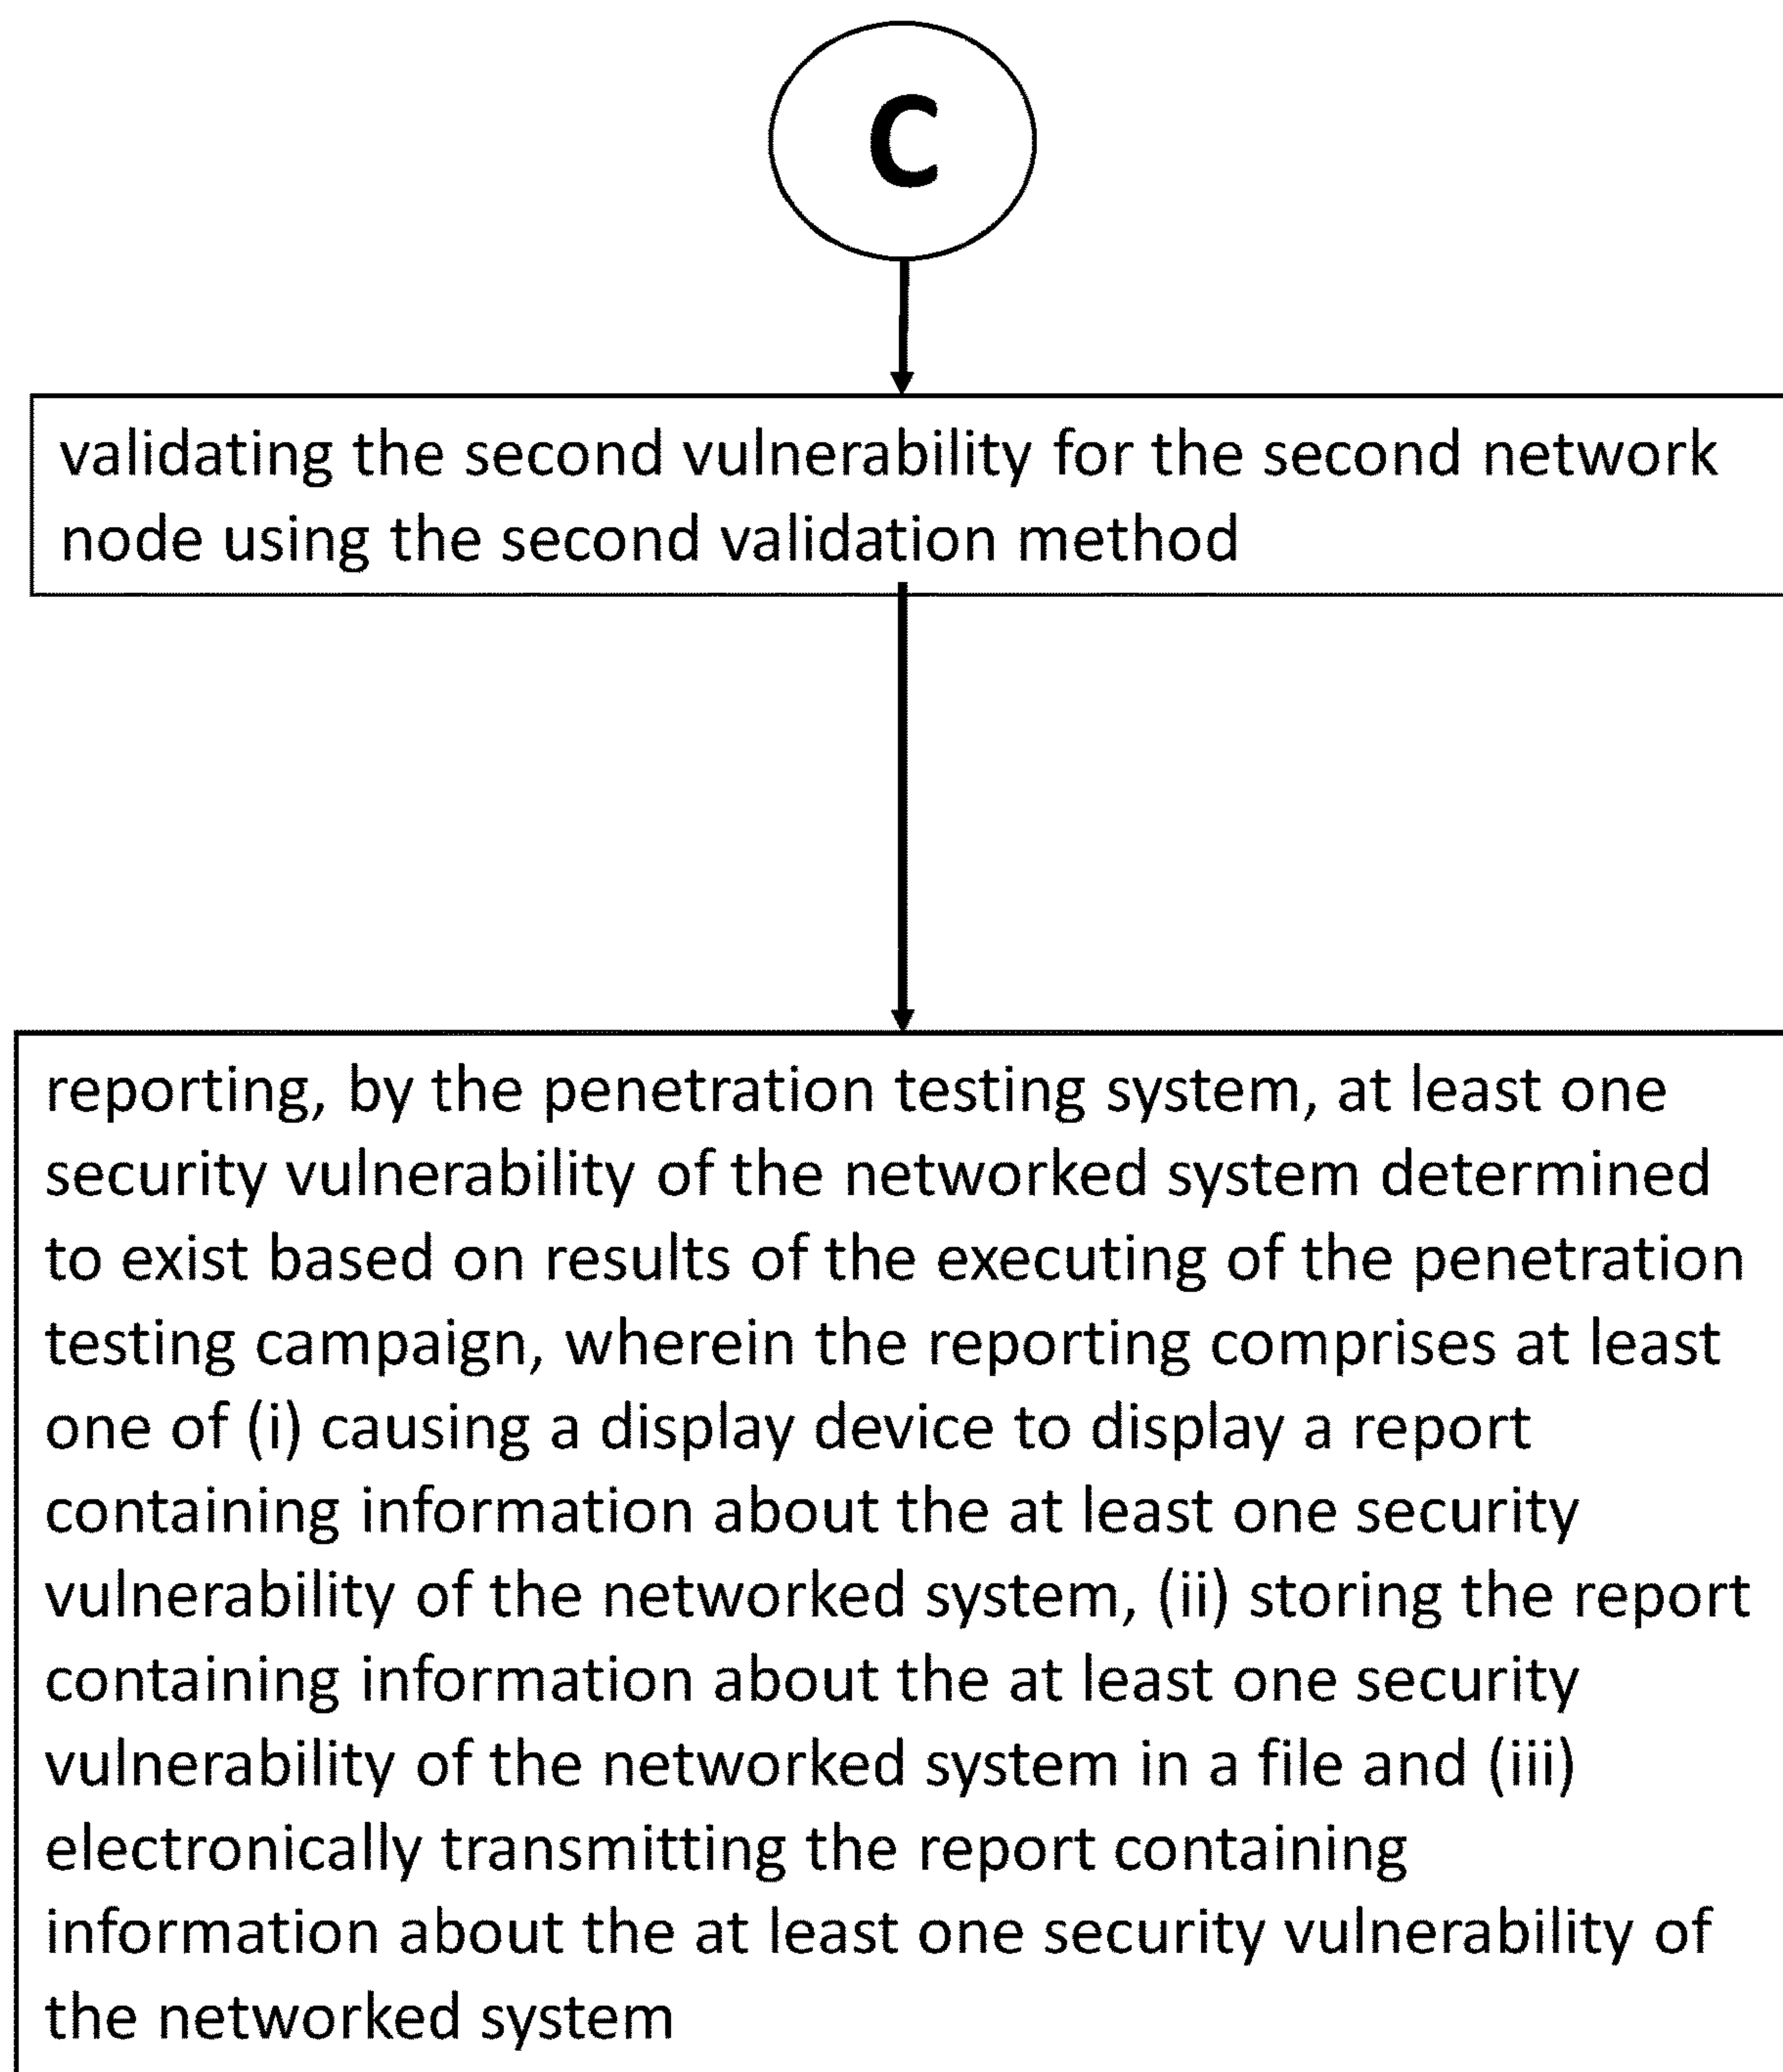 C
validating the second vulnerability for the second network
node using the second validation method
reporting, by the penetration testing system, at least one
security vulnerability of the networked system determined
to exist based on results of the executing of the penetration
testing campaign, wherein the reporting comprises at least
one of (i) causing a display device to display a report
containing information about the at least one security
vulnerability of the networked system, (ii) storing the report
containing information about the at least one security
vulnerability of the networked system in a file and (iii)
electronically transmitting the report containing
information about the at least one security vulnerability of
the networked system